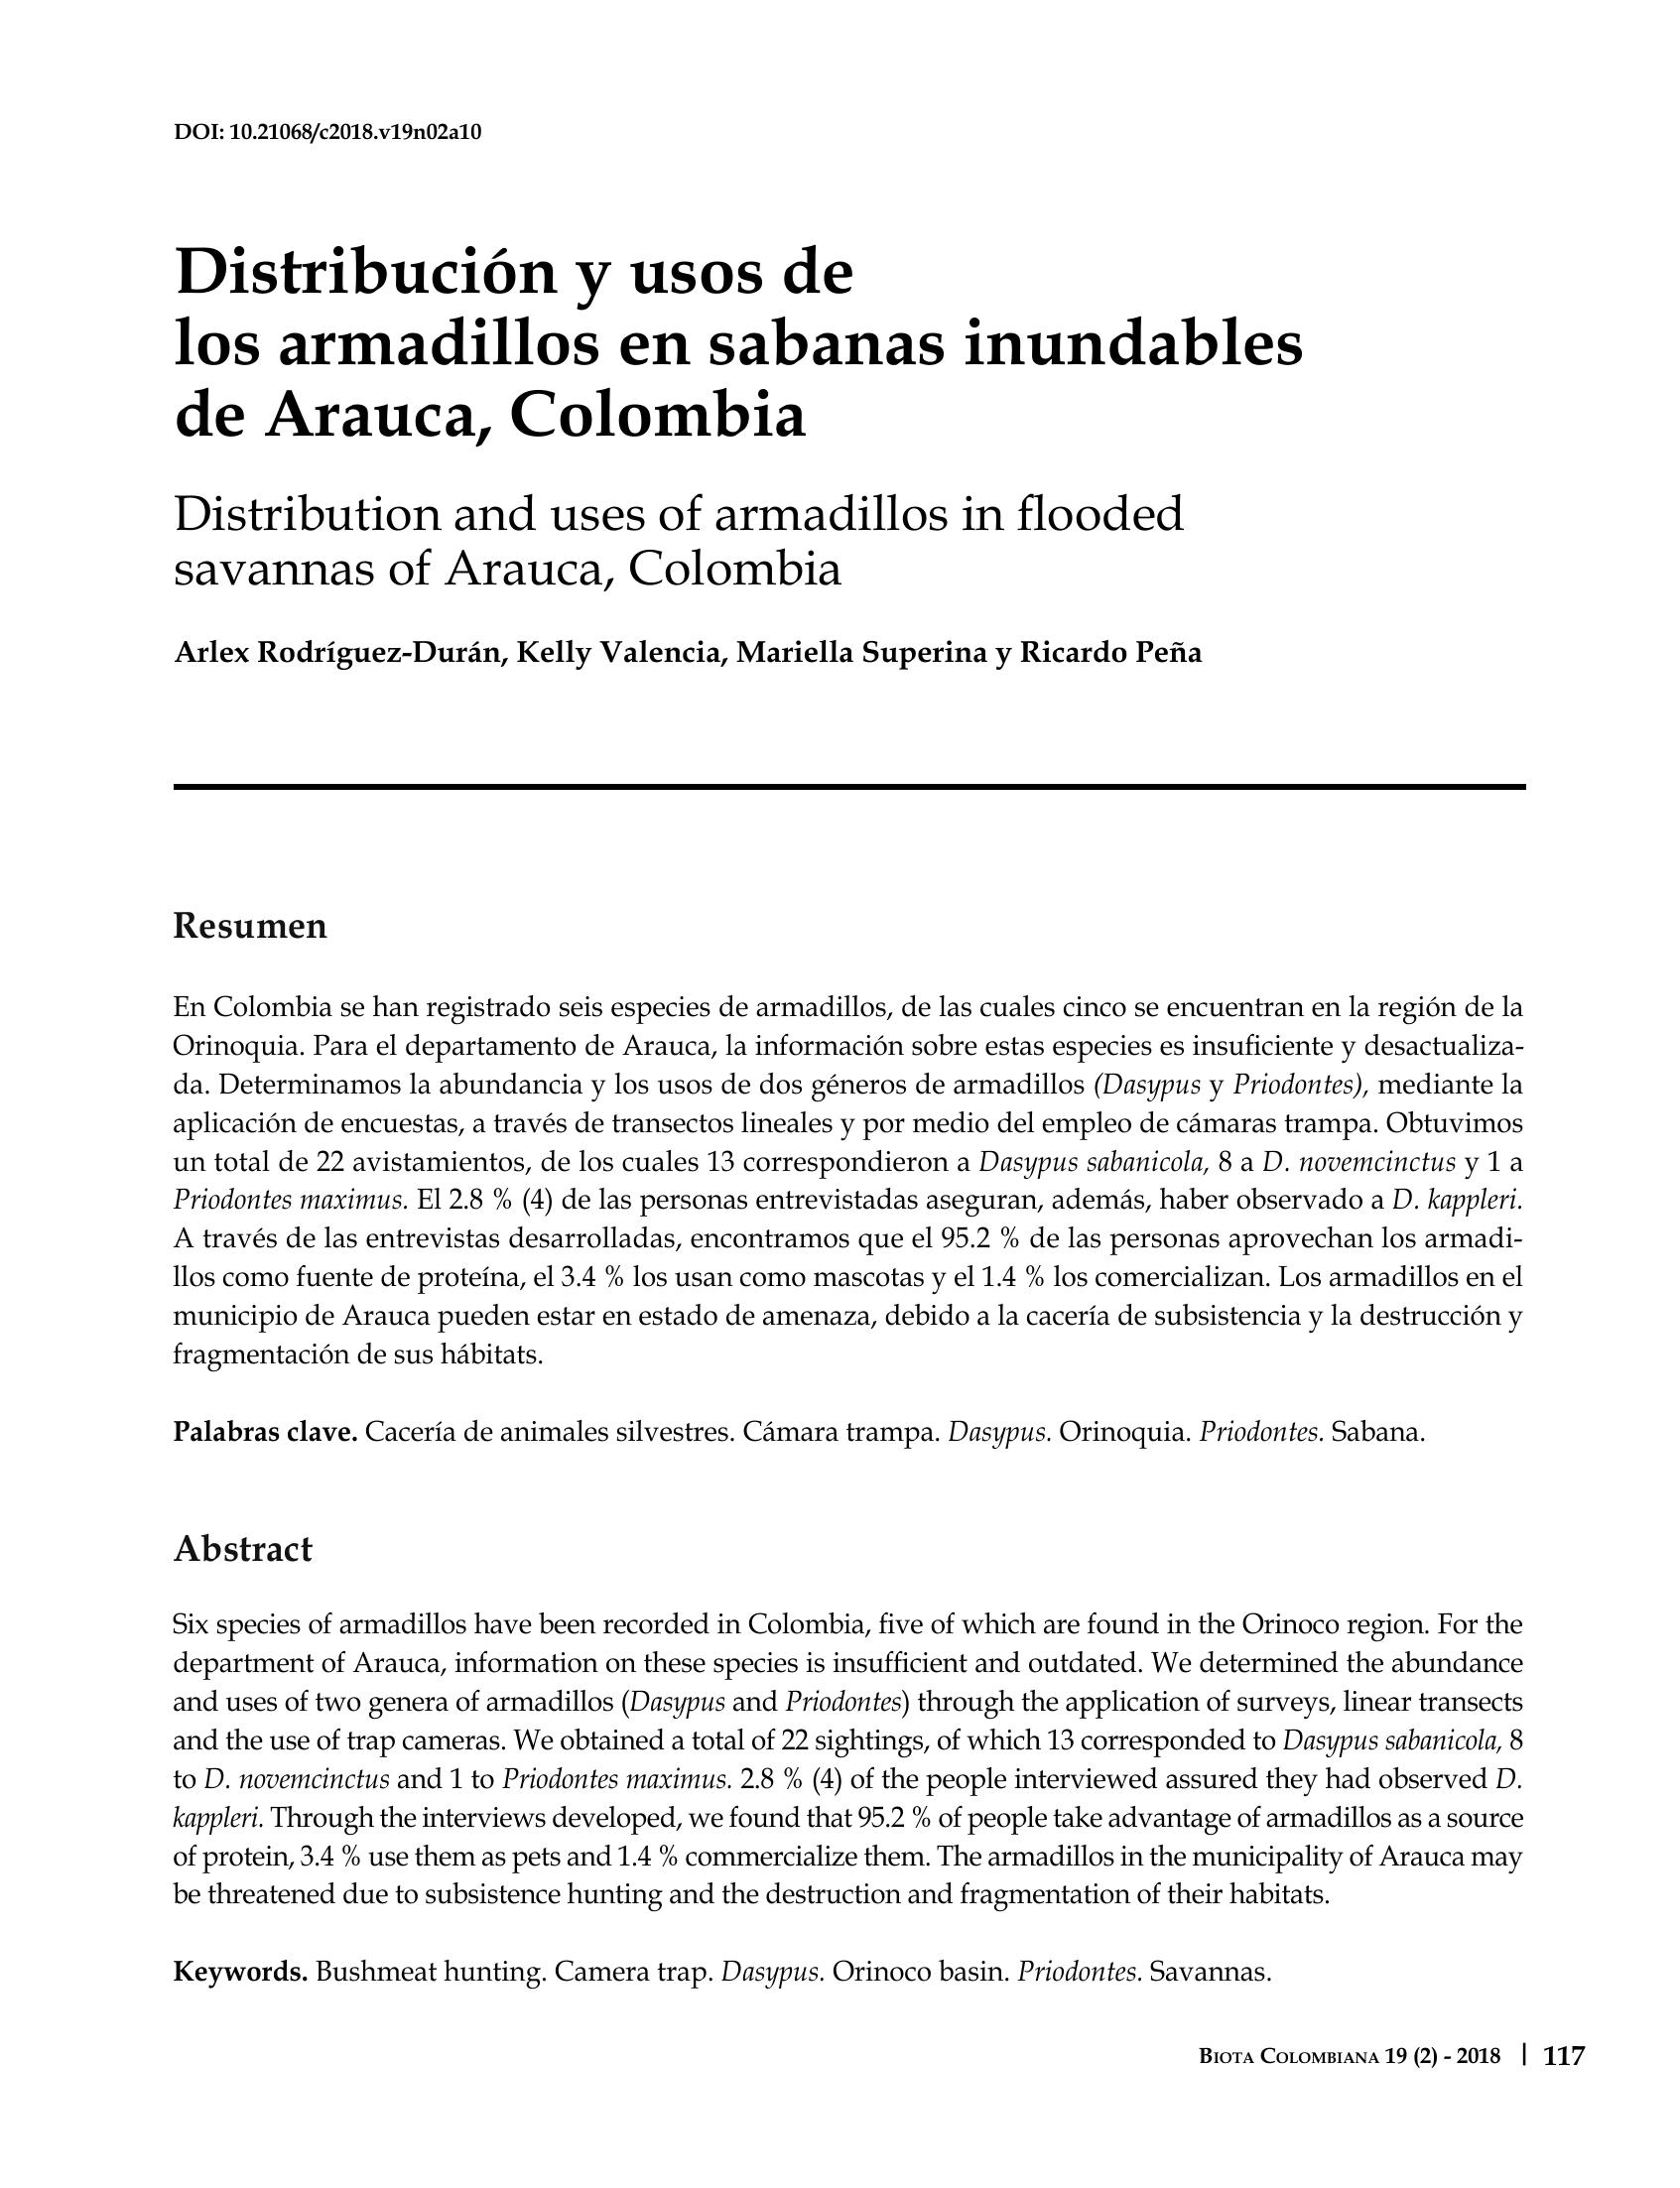 DOI: 10.21068/c2018.v19n02a10
Distribución y usos de
los armadillos en sabanas inundables
de Arauca, Colombia
Distribution and uses of armadillos in flooded
savannas of Arauca, Colombia
Arlex Rodríguez-Durán, Kelly Valencia, Mariella Superina y Ricardo Peña
Resumen
En Colombia se han registrado seis especies de armadillos, de las cuales cinco se encuentran en la región de la
Orinoquia. Para el departamento de Arauca, la información sobre estas especies es insuficiente y desactualiza-
da. Determinamos la abundancia y los usos de dos géneros de armadillos (Dasypus y Priodontes), mediante la
aplicación de encuestas, a través de transectos lineales y por medio del empleo de cámaras trampa. Obtuvimos
un total de 22 avistamientos, de los cuales 13 correspondieron a Dasypus sabanicola, 8 a D. novemcinctus y 1 a
Priodontes maximus. El 2.8 % (4) de las personas entrevistadas aseguran, además, haber observado a D. kappleri.
A través de las entrevistas desarrolladas, encontramos que el 95.2 % de las personas aprovechan los armadi-
llos como fuente de proteína, el 3.4 % los usan como mascotas y el 1.4 % los comercializan. Los armadillos en el
municipio de Arauca pueden estar en estado de amenaza, debido a la cacería de subsistencia y la destrucción y
fragmentación de sus hábitats.
Palabras clave. Cacería de animales silvestres. Cámara trampa. Dasypus. Orinoquia. Priodontes. Sabana.
Abstract
Six species of armadillos have been recorded in Colombia, five of which are found in the Orinoco region. For the
department of Arauca, information on these species is insufficient and outdated. We determined the abundance
and uses of two genera of armadillos (Dasypus and Priodontes) through the application of surveys, linear transects
and the use of trap cameras. We obtained a total of 22 sightings, of which 13 corresponded to Dasypus sabanicola, 8
to D. novemcinctus and 1 to Priodontes maximus. 2.8 % (4) of the people interviewed assured they had observed D.
kappleri. Through the interviews developed, we found that 95.2 % of people take advantage of armadillos as a source
of protein, 3.4 % use them as pets and 1.4 % commercialize them. The armadillos in the municipality of Arauca may
be threatened due to subsistence hunting and the destruction and fragmentation of their habitats.
Keywords. Bushmeat hunting. Camera trap. Dasypus. Orinoco basin. Priodontes. Savannas.
Biota Colombiana 19 (2) - 2018 | 117